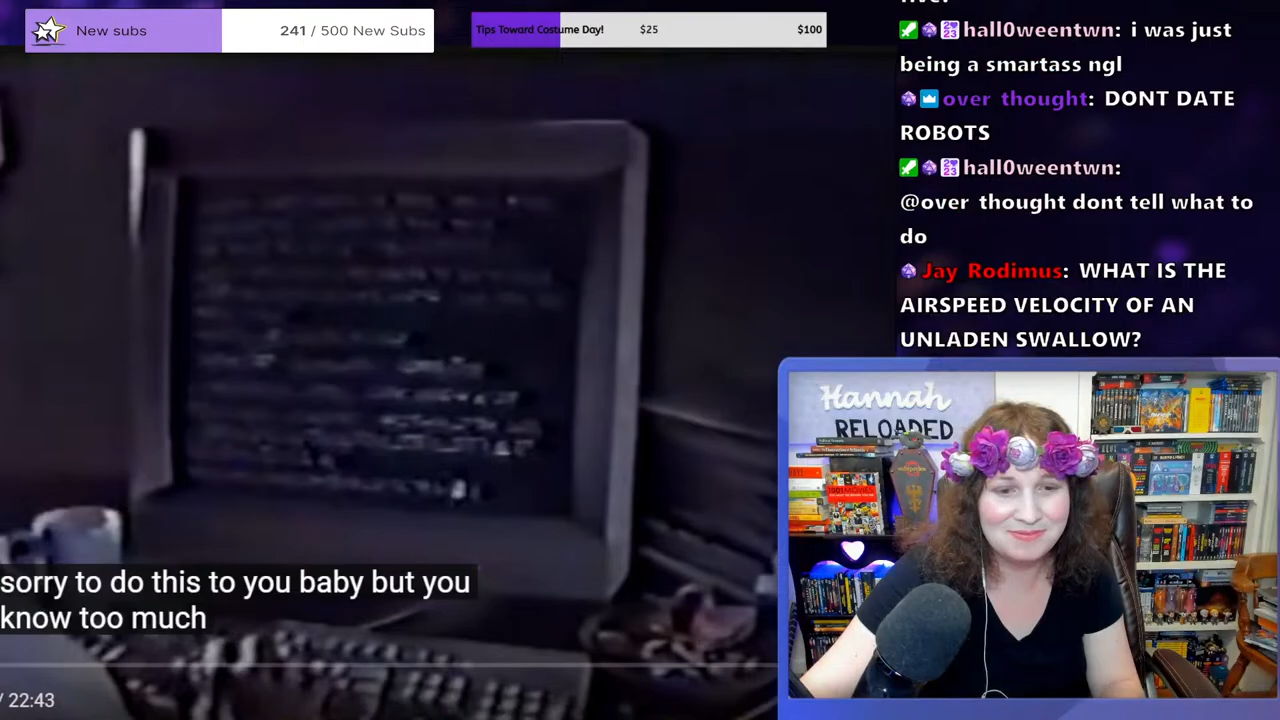 New subs
241 / 500 New Subs
Tips Toward Costume Day!
$25
$100
hall0weentwn: i was just
being a smartass ngl
over thought: DONT DATE
ROBOTS
hall0weentwn:
@over thought dont tell what to
do
Jay Rodimus: WHAT IS THE
AIRSPEED VELOCITY OF AN
UNLADEN SWALLOW?
Hannah
RELOADED
sorry to do this to you baby but you
know too much
/ 22:43